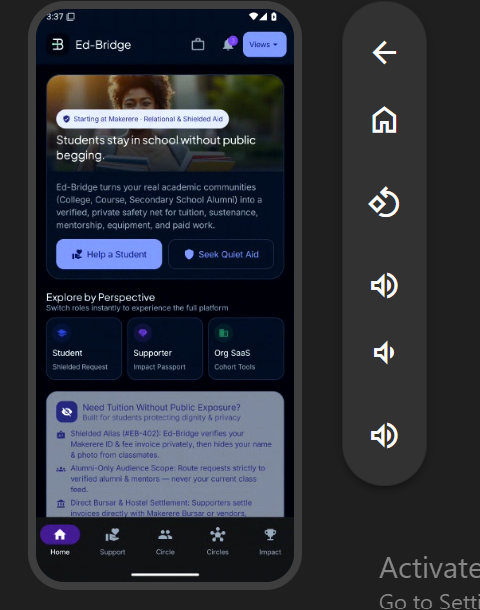 3:37
Ed-Bridge
Views
Starting at Makerere · Relational & Shielded Aid
Students stay in school without public
begging.
Ed-Bridge turns your real academic communities
(College, Course, Secondary School Alumni) into a
verified, private safety net for tuition, sustenance,
mentorship, equipment, and paid work.
Help a Student
Seek Quiet Aid
Explore by Perspective
Switch roles instantly to experience the full platform
Student
Shielded Request
Supporter
Impact Passport
Org SaaS
Cohort Tools
Need Tuition Without Public Exposure?
Built for students protecting dignity & privacy
Shielded Alias (#EB-402): Ed-Bridge verifies your
Makerere ID & fee invoice privately, then hides your name
& photo from classmates.
Alumni-Only Audience Scope: Route requests strictly to
verified alumni & mentors — never your current class
feed.
Direct Bursar & Hostel Settlement: Supporters settle
invoices directly with Makerere Bursar or vendors,
Home
Support
Circle
Circles
Impact
Activate
Go to Setti